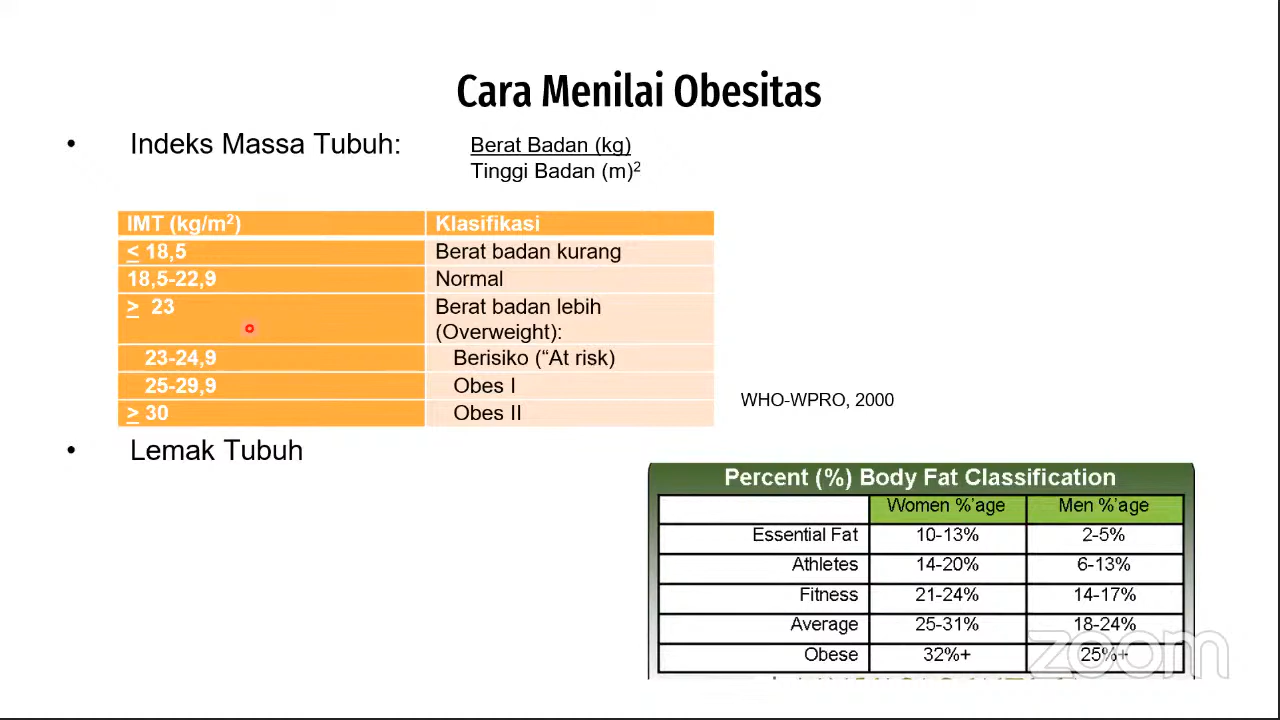 Cara Menilai Obesitas
• Indeks Massa Tubuh:
Berat Badan (kg)
Tinggi Badan (m)²
IMT (kg/m²) Klasifikasi
< 18,5 Berat badan kurang
18,5-22,9 Normal
> 23 Berat badan lebih
(Overweight):
23-24,9 Berisiko (“At risk)
25-29,9 Obes I
> 30 Obes II
WHO-WPRO, 2000
• Lemak Tubuh
Percent (%) Body Fat Classification
Women %’age Men %’age
Essential Fat 10-13% 2-5%
Athletes 14-20% 6-13%
Fitness 21-24% 14-17%
Average 25-31% 18-24%
Obese 32%+ 25%+
zoom